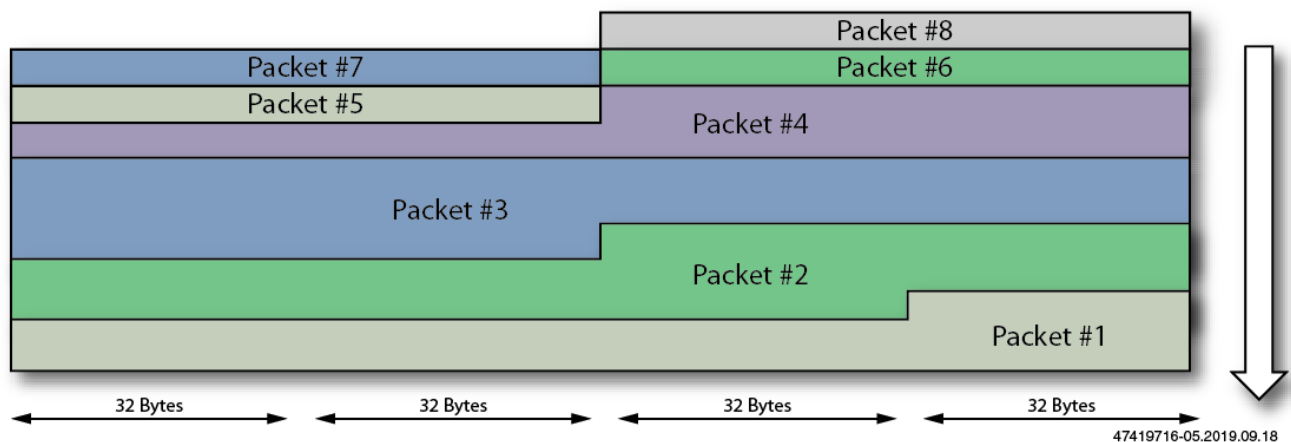 Packet #8
Packet #7
Packet #6
Packet #5
Packet #4
Packet #3
Packet #2
Packet #1
32 Bytes
32 Bytes
32 Bytes
32 Bytes
47419716-05.2019.09.18